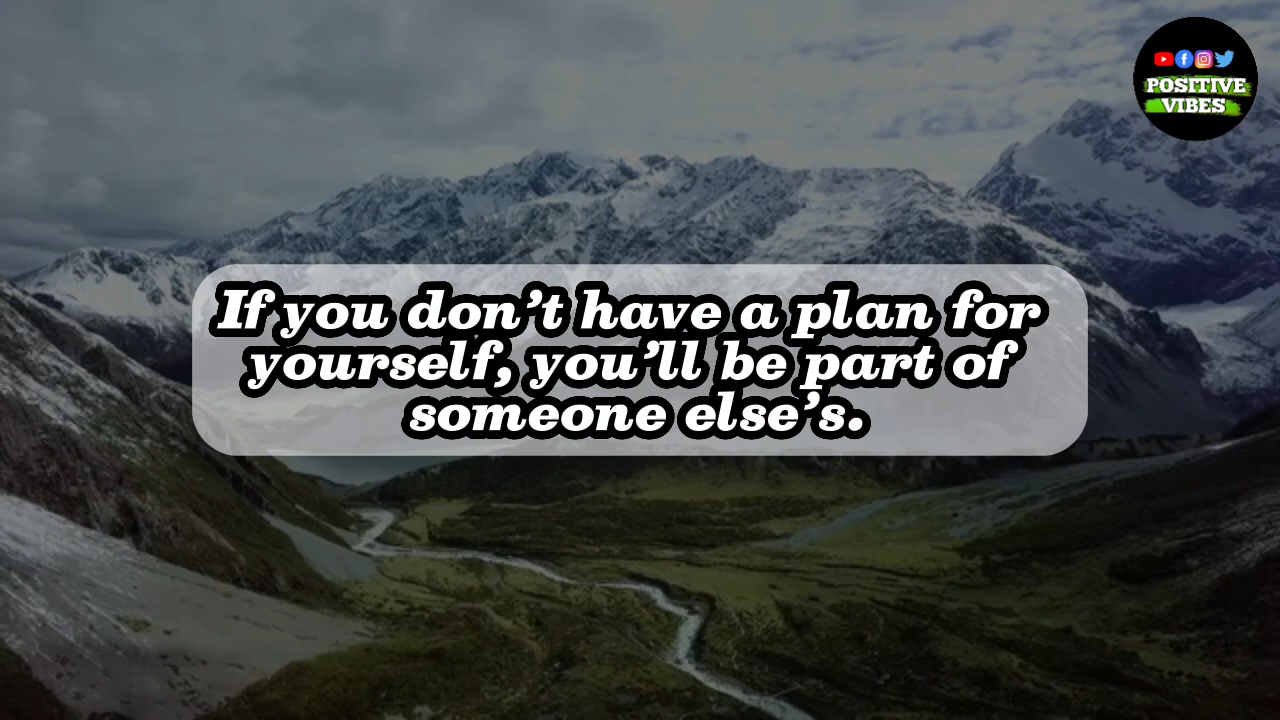 POSITIVE
VIBES
If you don’t have a plan for
yourself, you’ll be part of
someone else’s.